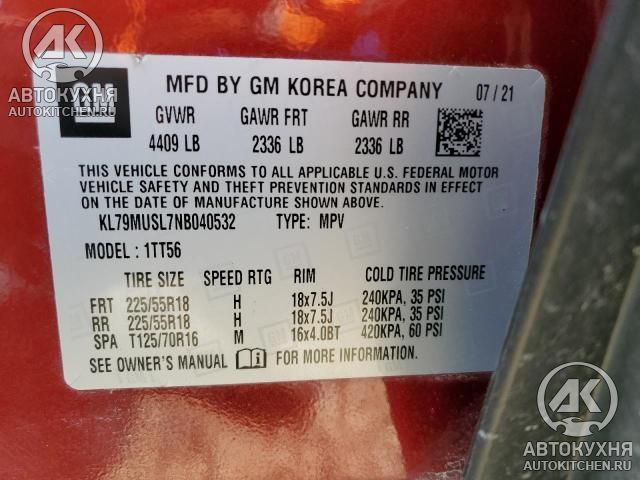 АВТОКУХНЯ
AUTOKITCHEN.RU
GM
MFD BY GM KOREA COMPANY 07/21
GVWR GAWR FRT GAWR RR
4409 LB 2336 LB 2336 LB
THIS VEHICLE CONFORMS TO ALL APPLICABLE U.S. FEDERAL MOTOR
VEHICLE SAFETY AND THEFT PREVENTION STANDARDS IN EFFECT
ON THE DATE OF MANUFACTURE SHOWN ABOVE.
KL79MUSL7NB040532 TYPE: MPV
MODEL : 1TT56
TIRE SIZE SPEED RTG RIM COLD TIRE PRESSURE
FRT 225/55R18 H 18x7.5J 240KPA, 35 PSI
RR 225/55R18 H 18x7.5J 240KPA, 35 PSI
SPA T125/70R16 M 16x4.0BT 420KPA, 60 PSI
SEE OWNER'S MANUAL FOR MORE INFORMATION.
AK
АВТОКУХНЯ
AUTOKITCHEN.RU